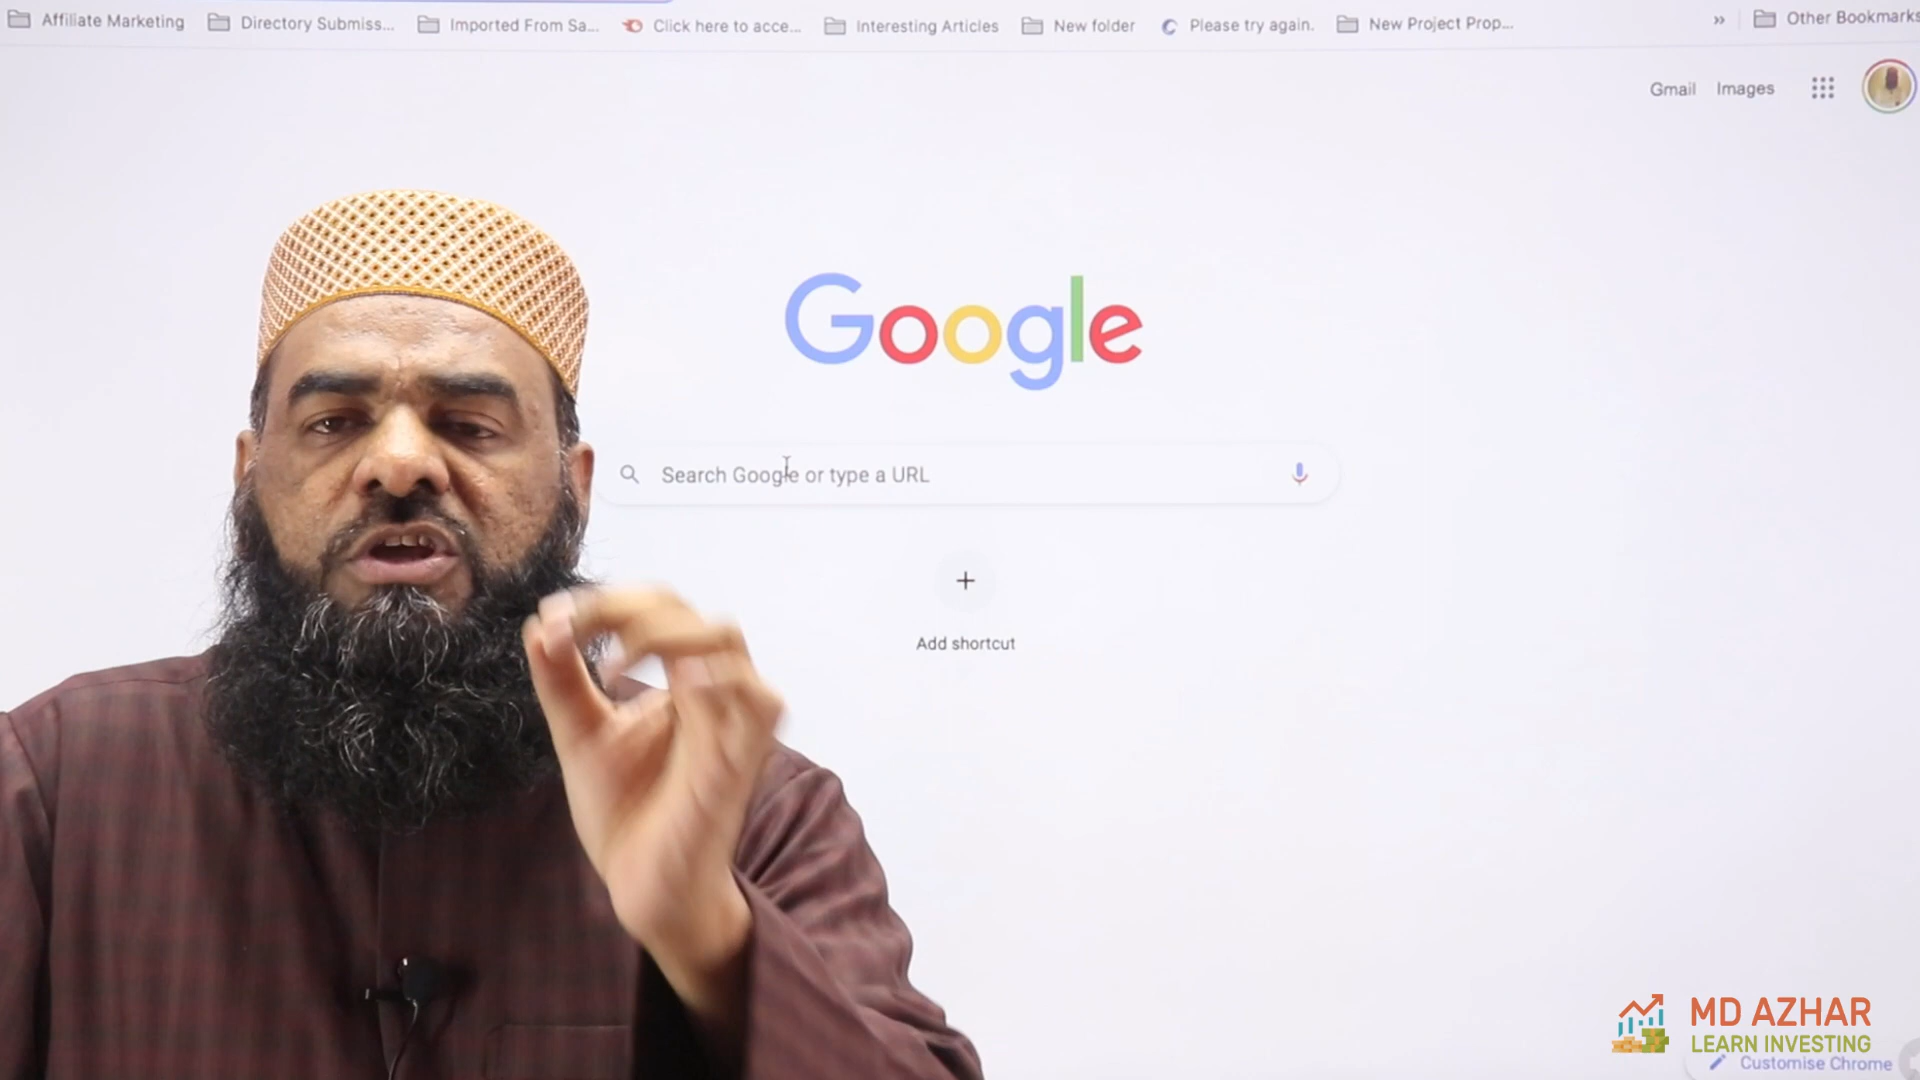 Affiliate Marketing
Directory Submiss...
Imported From Sa...
Click here to acce...
Interesting Articles
New folder
Please try again.
New Project Prop...
»
Other Bookmarks
Gmail
Images
Google
Search Google or type a URL
+
Add shortcut
MD AZHAR
LEARN INVESTING
Customise Chrome